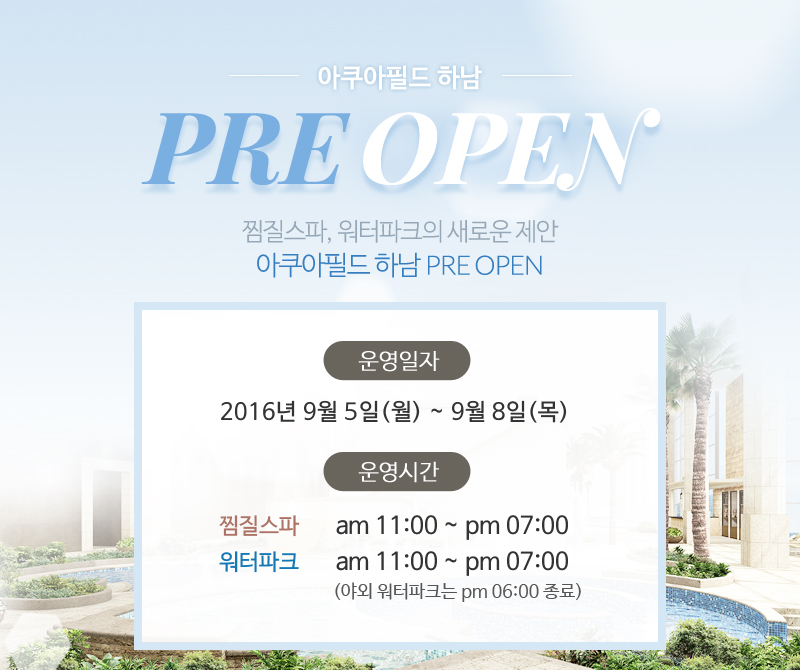 아쿠아필드 하남
PRE OPEN
찜질스파, 워터파크의 새로운 제안
아쿠아필드 하남 PRE OPEN
운영일자
2016년 9월 5일(월) ~ 9월 8일(목)
운영시간
찜질스파 am 11:00 ~ pm 07:00
워터파크 am 11:00 ~ pm 07:00
(야외 워터파크는 pm 06:00 종료)